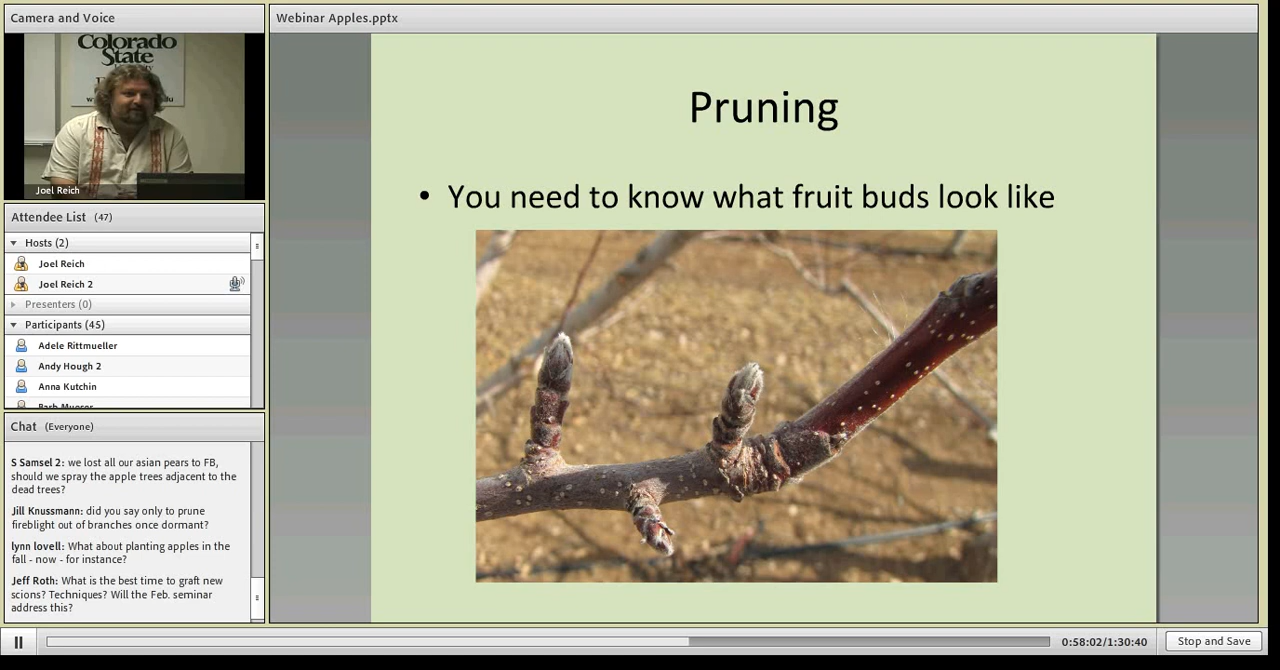 Camera and Voice
Colorado
State
Joel Reich
Attendee List (47)
Hosts (2)
Joel Reich
Joel Reich 2
Presenters (0)
Participants (45)
Adele Rittmueller
Andy Hough 2
Anna Kutchin
Chat (Everyone)
S Samsel 2: we lost all our asian pears to FB,
should we spray the apple trees adjacent to the
dead trees?
Jill Knussmann: did you say only to prune
fireblight out of branches once dormant?
lynn lovell: What about planting apples in the
fall - now - for instance?
Jeff Roth: What is the best time to graft new
scions? Techniques? Will the Feb. seminar
address this?
Webinar Apples.pptx
Pruning
• You need to know what fruit buds look like
0:58:02/1:30:40
Stop and Save